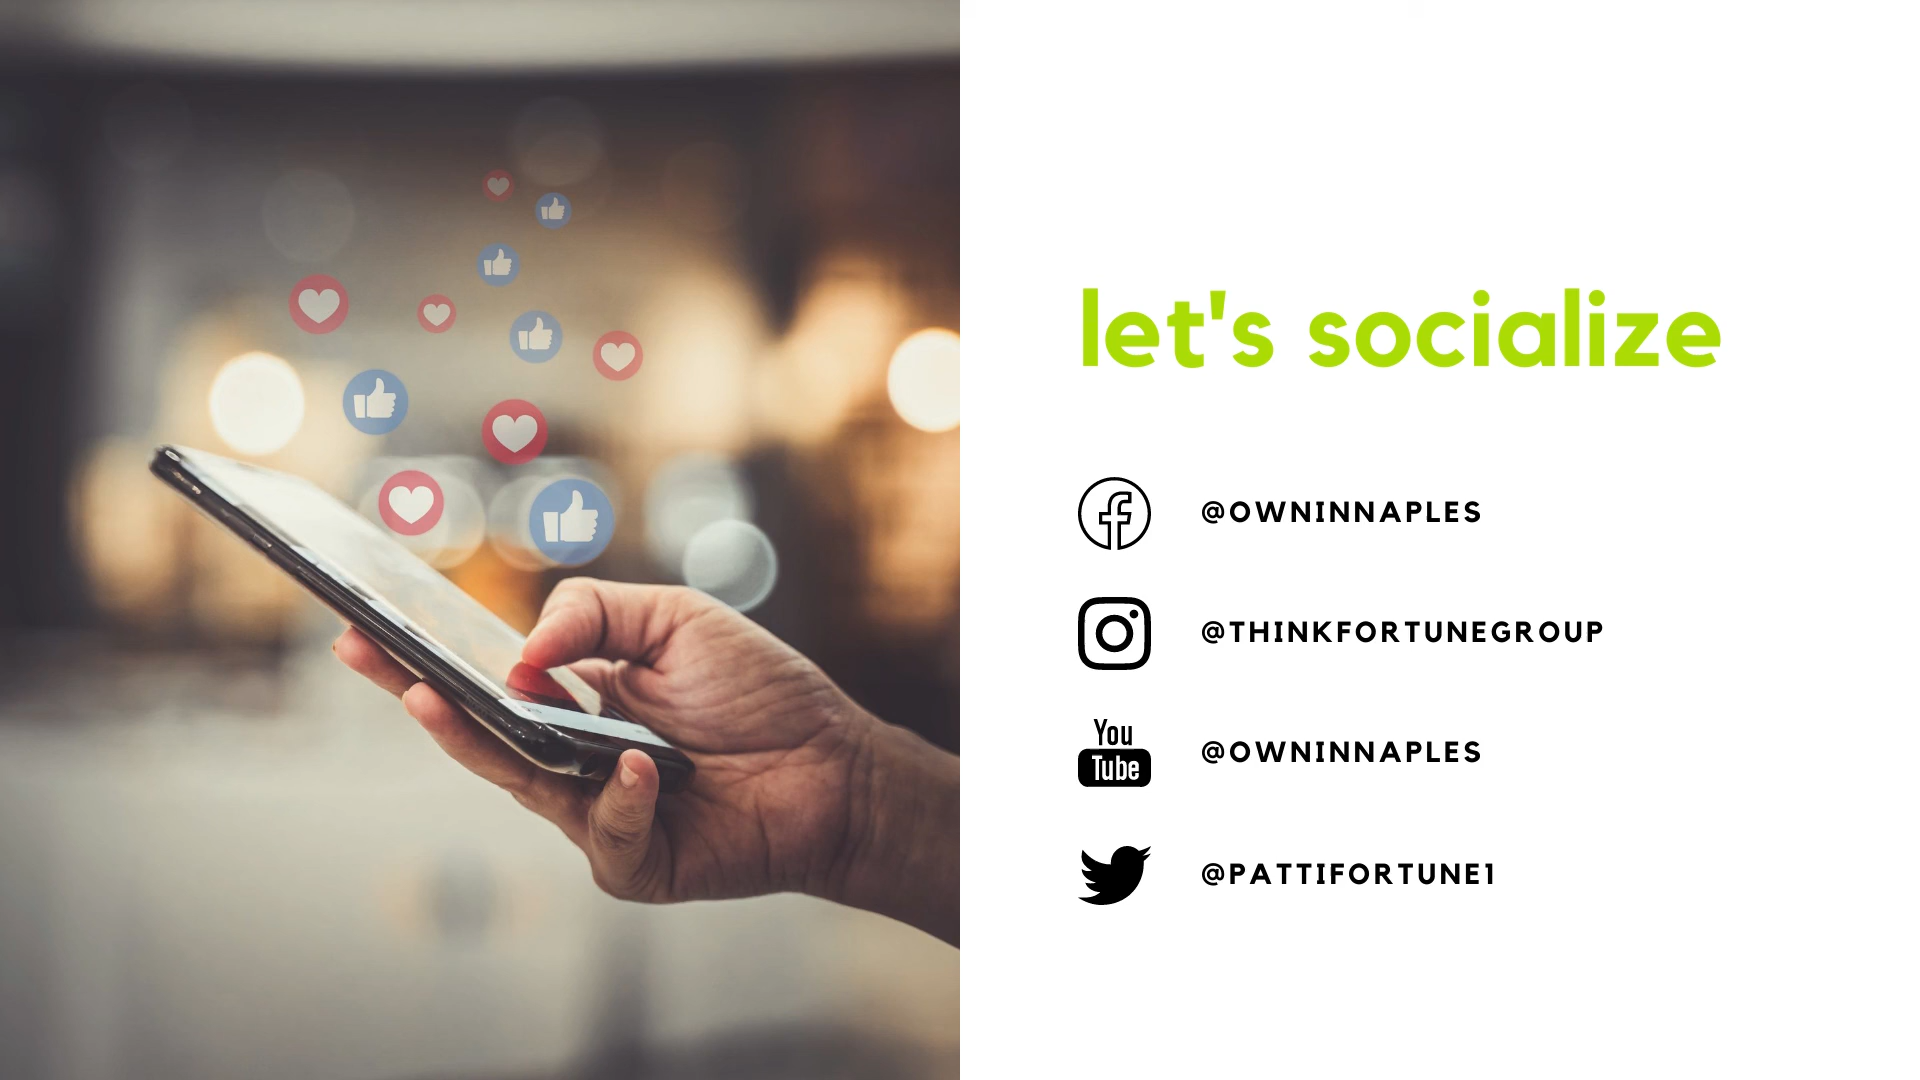 let's socialize
@OWNINNAPLES
@THINKFORTUNEGROUP
You
Tube
@OWNINNAPLES
@PATTIFORTUNE1